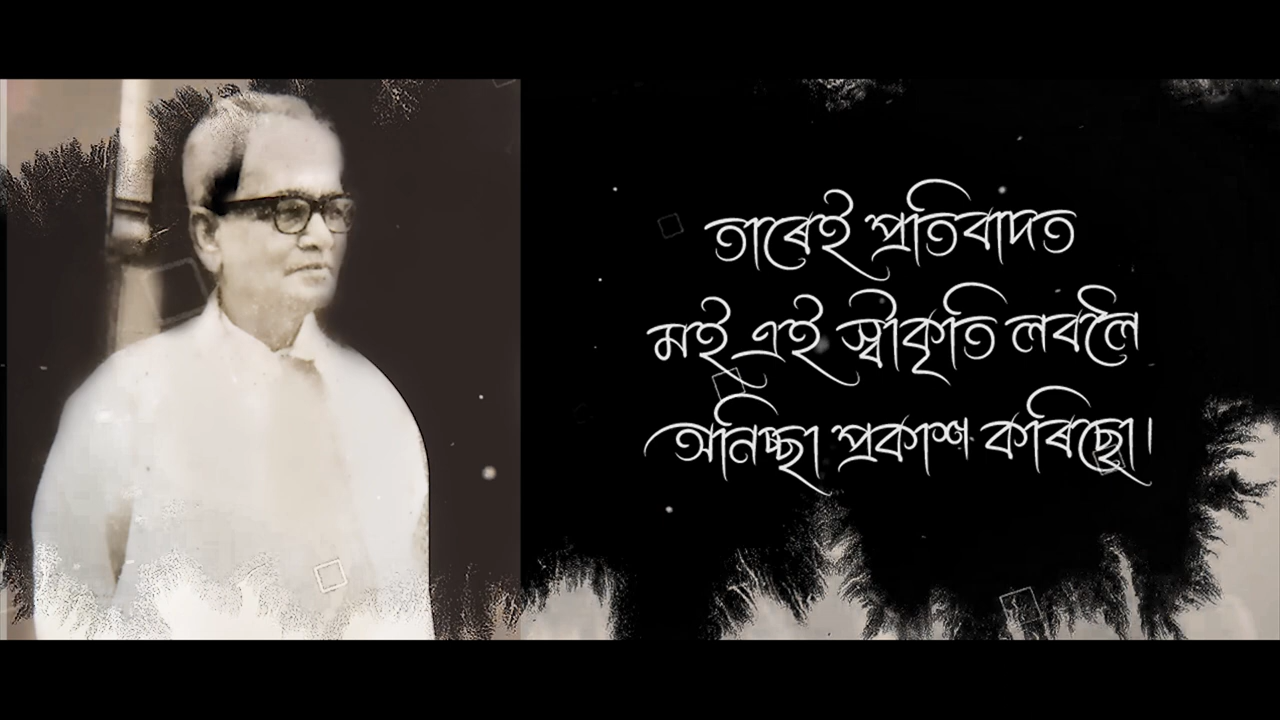 তাৰেই প্ৰতিবাদত
মই এই স্বীকৃতি লবলৈ
অনিচ্ছা প্ৰকাশ কৰিছো।